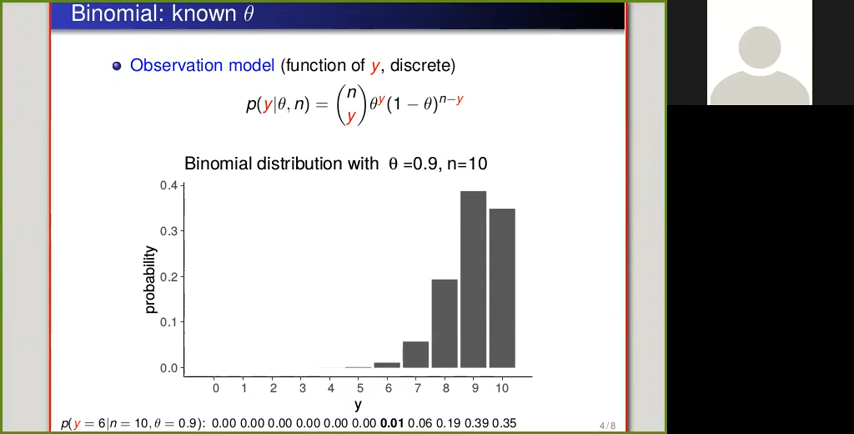 Binomial: known θ
Observation model (function of y, discrete)
p(y|θ, n) = (n y) θ^y (1 − θ)^{n−y}
Binomial distribution with θ =0.9, n=10
0.4
0.3
0.2
0.1
0.0
probability
0 1 2 3 4 5 6 7 8 9 10
y
p(y = 6|n = 10, θ = 0.9): 0.00 0.00 0.00 0.00 0.00 0.00 0.01 0.06 0.19 0.39 0.35
4/8